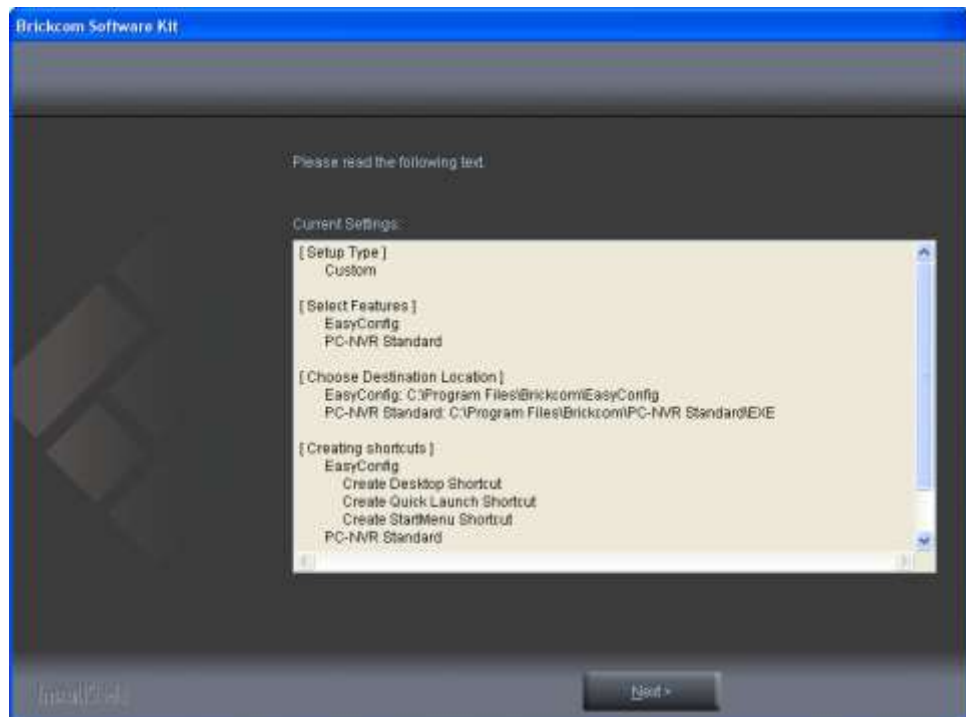 Brickcom Software Kit
Please read the following text.
Current Settings:
[ Setup Type ]
Custom
[ Select Features ]
EasyConfig
PC-NVR Standard
[ Choose Destination Location ]
EasyConfig: C:\Program Files\Brickcom\EasyConfig
PC-NVR Standard: C:\Program Files\Brickcom\PC-NVR Standard\EXE
[ Creating shortcuts ]
EasyConfig
Create Desktop Shortcut
Create Quick Launch Shortcut
Create StartMenu Shortcut
PC-NVR Standard
InstallShield
Next >